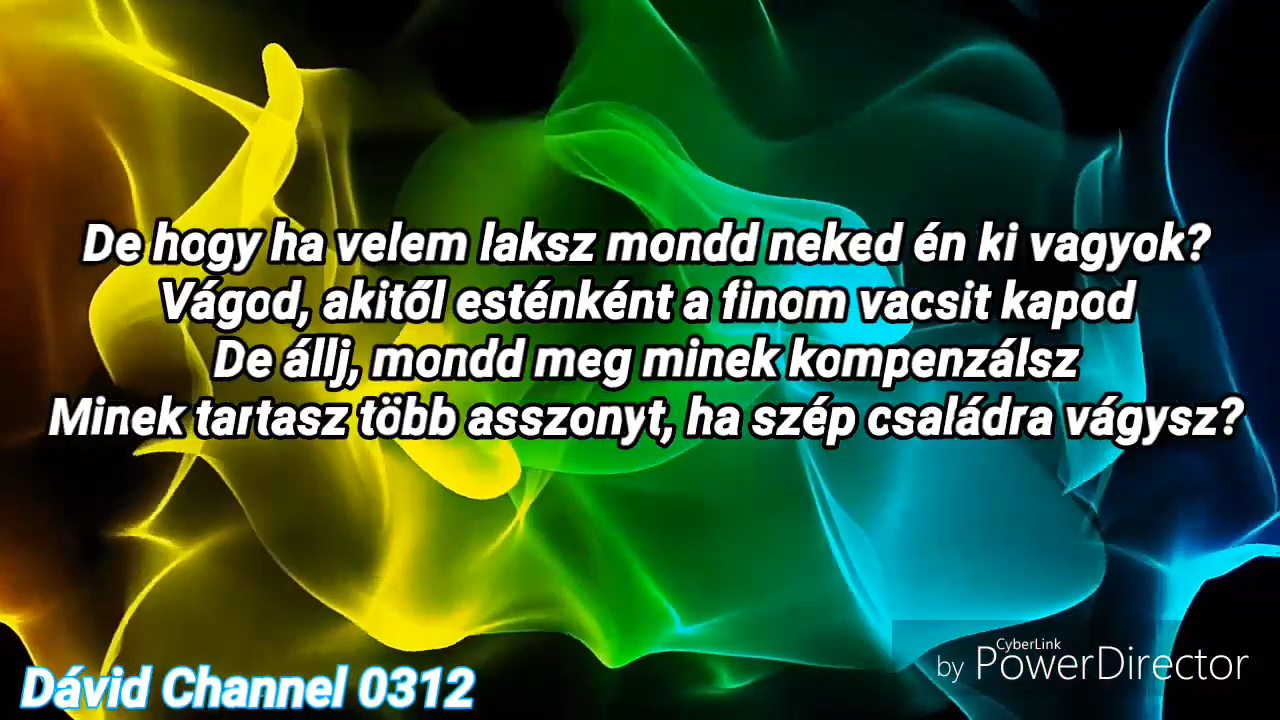 De hogy ha velem laksz mondd neked én ki vagyok?
Vágod, akitől esténként a finom vacsit kapod
De állj, mondd meg minek kompenzálsz
Minek tartasz több asszonyt, ha szép családra vágysz?
Dávid Channel 0312
CyberLink
by PowerDirector